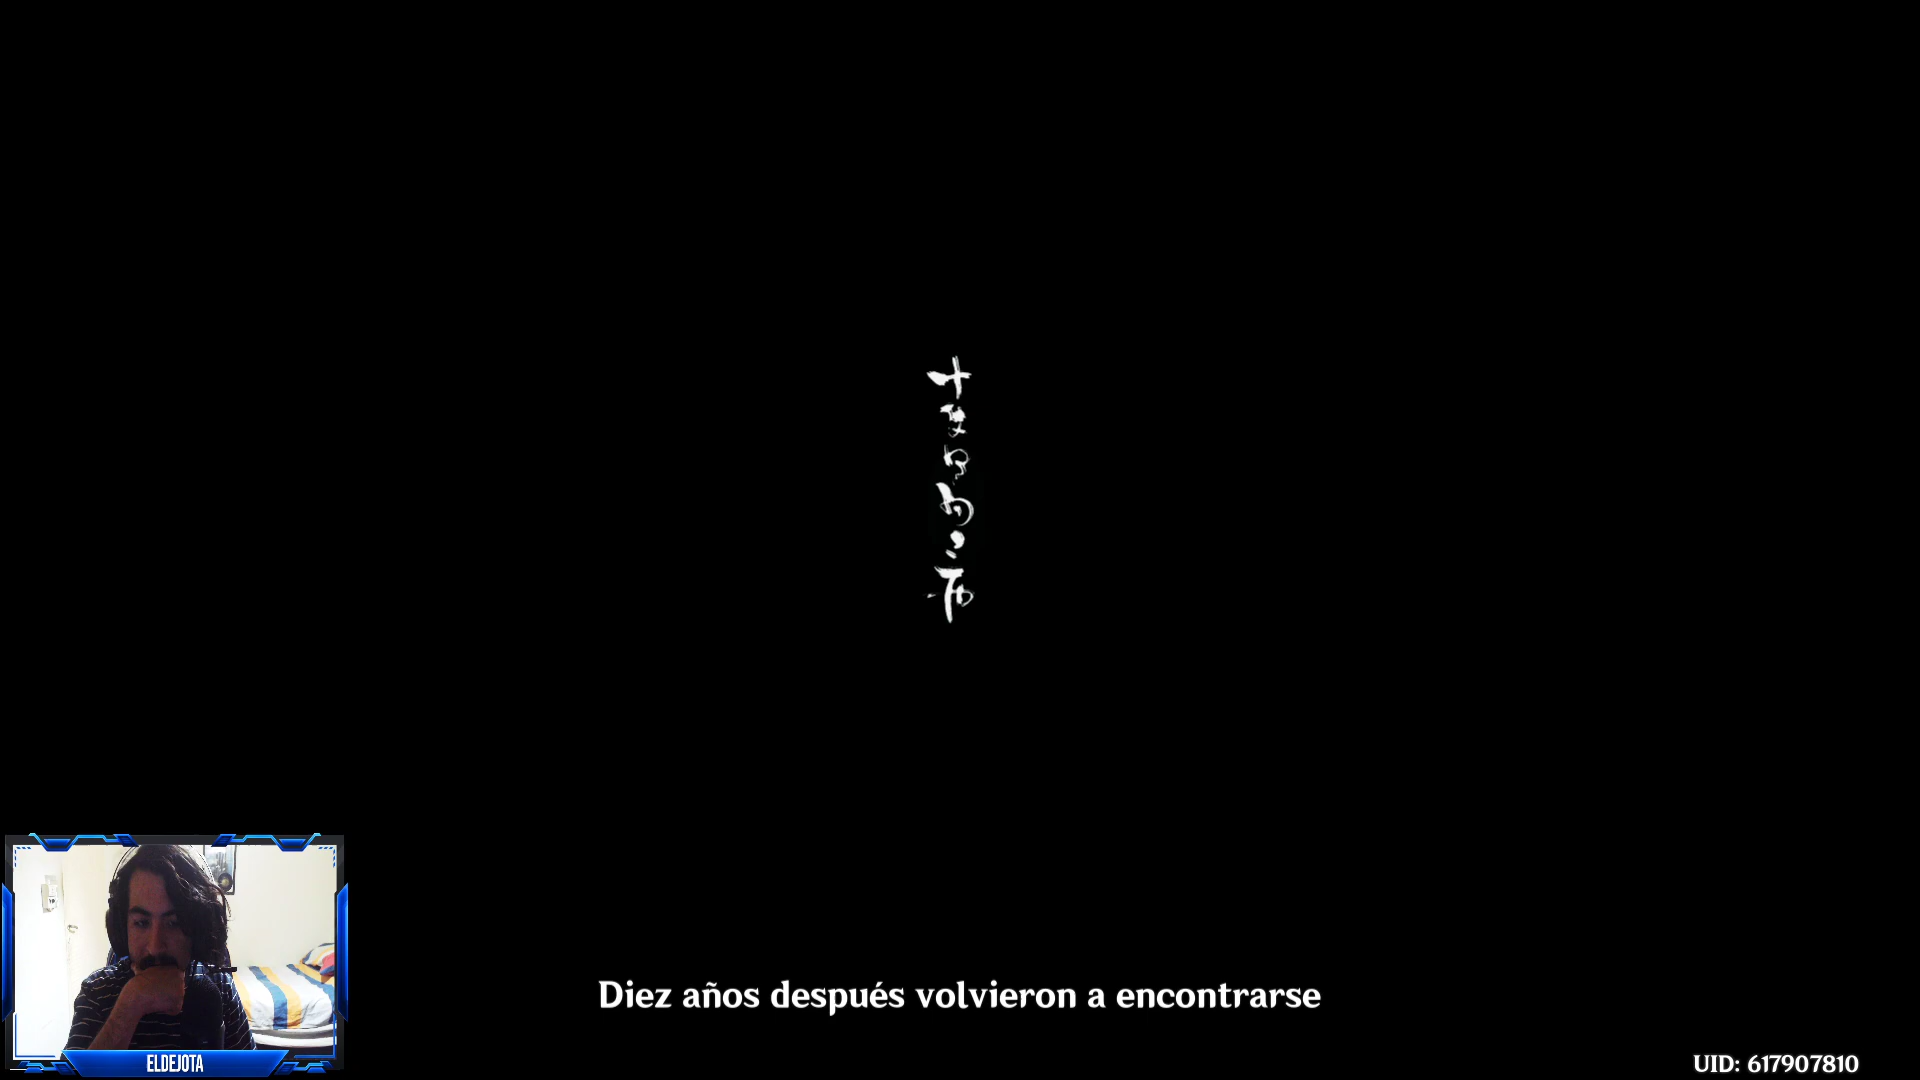 Diez años después volvieron a encontrarse
ELDEJOTA
UID: 617907810